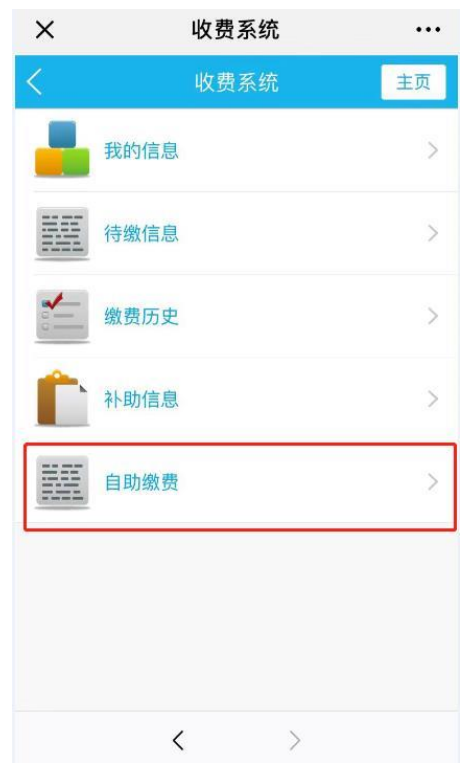 收费系统
收费系统 主页
我的信息
待缴信息
缴费历史
补助信息
自助缴费